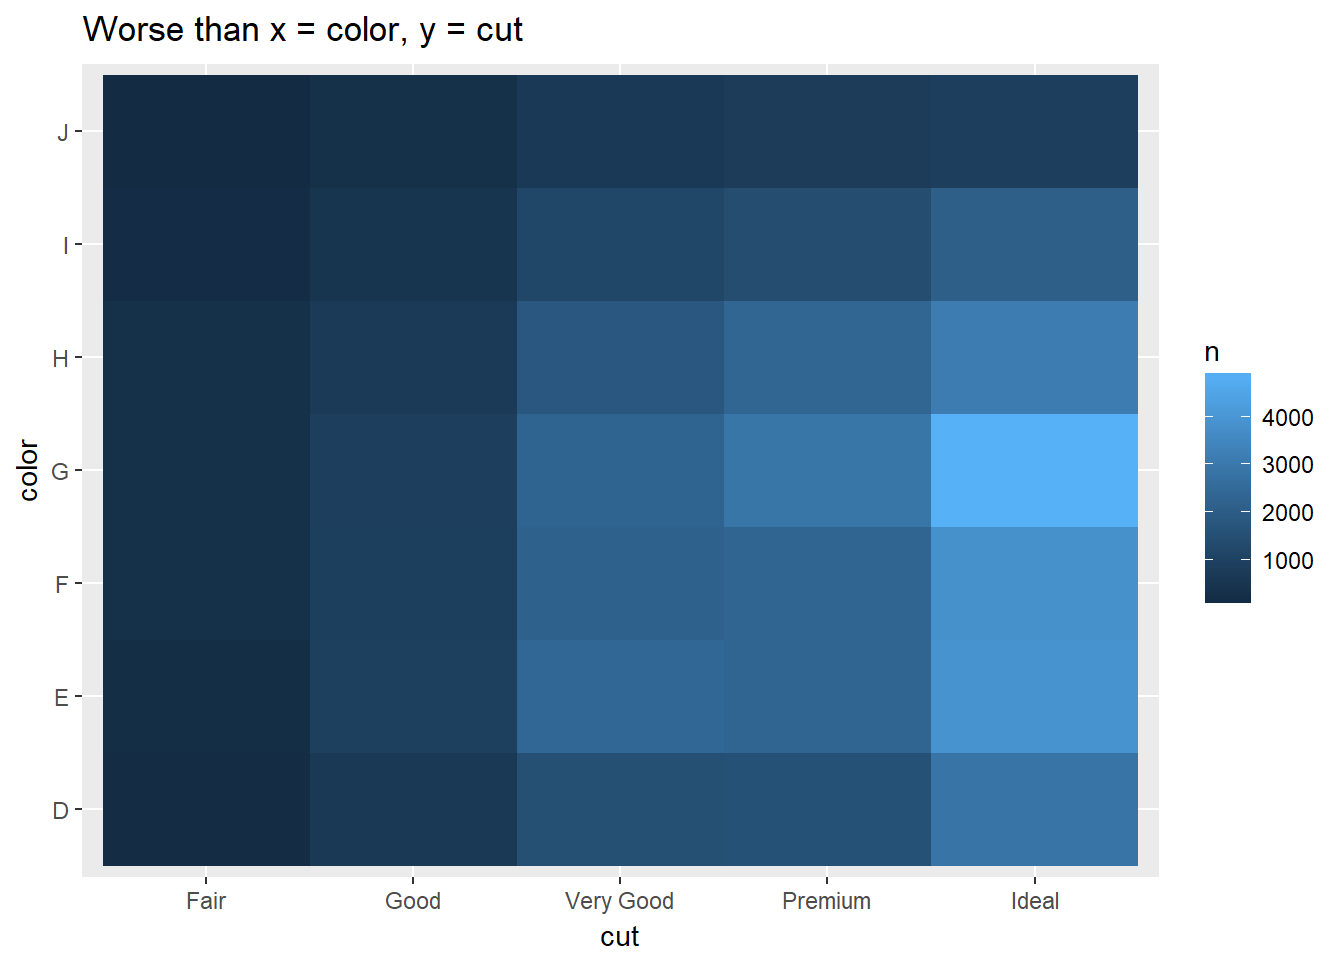 Worse than x = color, y = cut
J
I
H
G
F
E
D
color
Fair Good Very Good Premium Ideal
cut
n
4000
3000
2000
1000